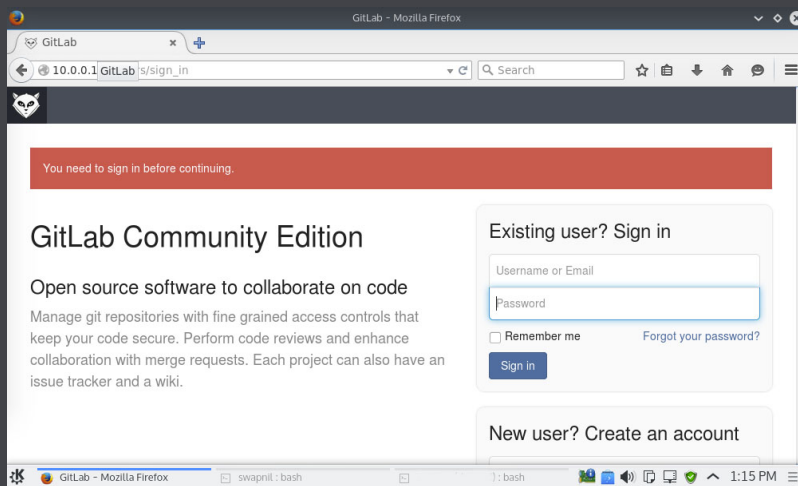 GitLab - Mozilla Firefox
GitLab
10.0.0.1 GitLab s/sign_in
Search
You need to sign in before continuing.
GitLab Community Edition
Open source software to collaborate on code
Manage git repositories with fine grained access controls that
keep your code secure. Perform code reviews and enhance
collaboration with merge requests. Each project can also have an
issue tracker and a wiki.
Existing user? Sign in
Username or Email
Password
Remember me
Forgot your password?
Sign in
New user? Create an account
GitLab - Mozilla Firefox
swapnil : bash
) : bash
1:15 PM